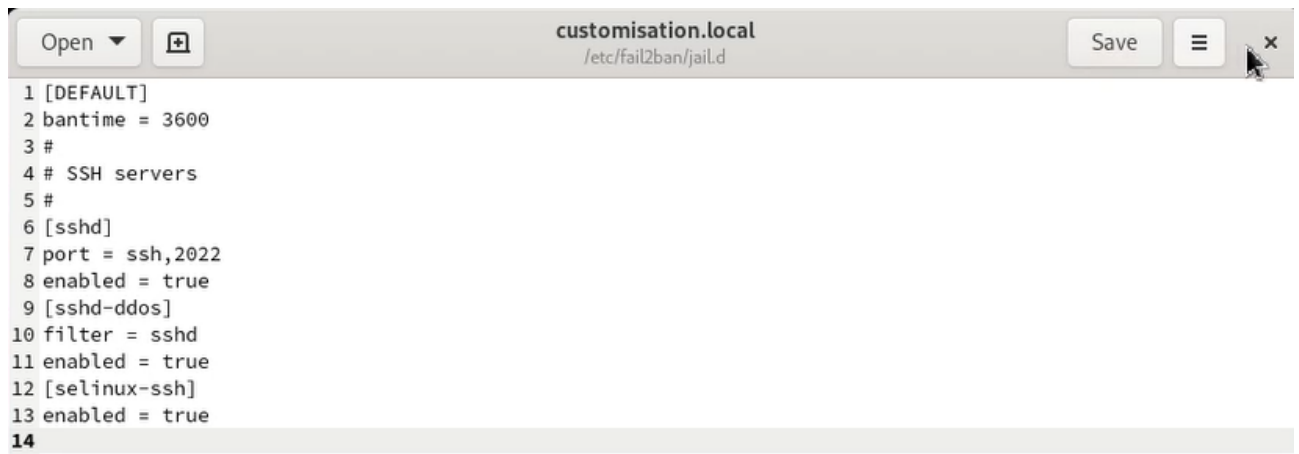 Open
customisation.local
/etc/fail2ban/jail.d
Save
1 [DEFAULT]
2 bantime = 3600
3 #
4 # SSH servers
5 #
6 [sshd]
7 port = ssh,2022
8 enabled = true
9 [sshd-ddos]
10 filter = sshd
11 enabled = true
12 [selinux-ssh]
13 enabled = true
14